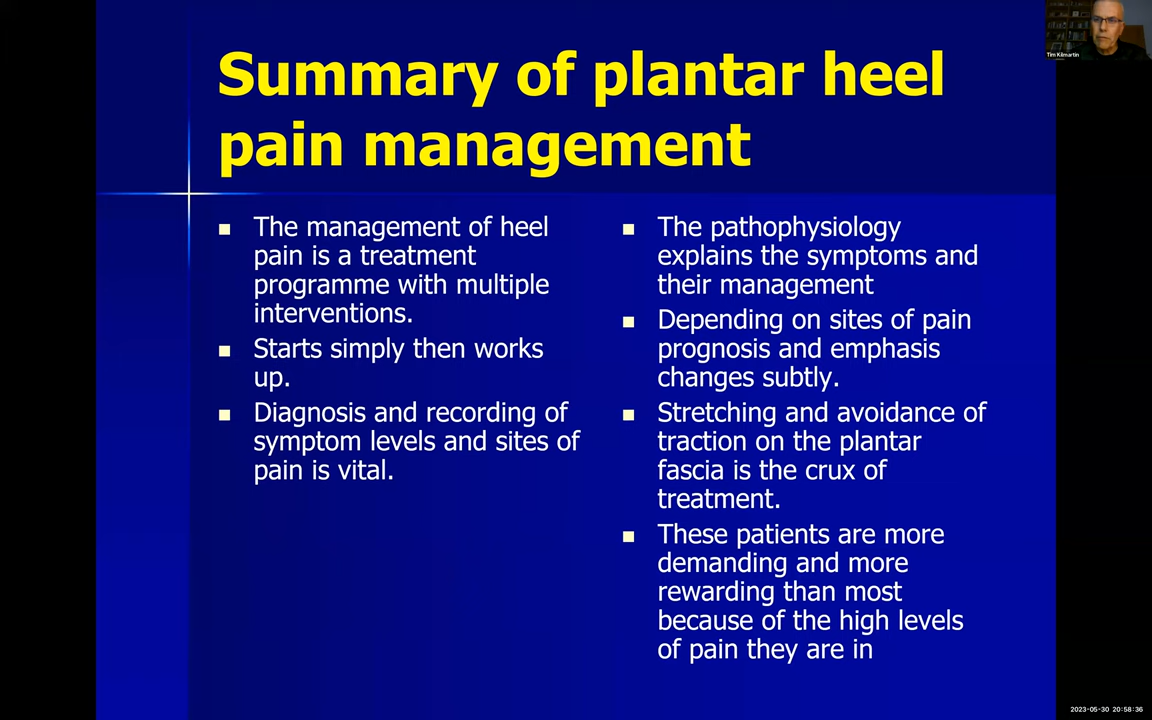 Summary of plantar heel
pain management
The management of heel
pain is a treatment
programme with multiple
interventions.
Starts simply then works
up.
Diagnosis and recording of
symptom levels and sites of
pain is vital.
The pathophysiology
explains the symptoms and
their management
Depending on sites of pain
prognosis and emphasis
changes subtly.
Stretching and avoidance of
traction on the plantar
fascia is the crux of
treatment.
These patients are more
demanding and more
rewarding than most
because of the high levels
of pain they are in
Tim Kilmartin
2023-05-30 20:58:36